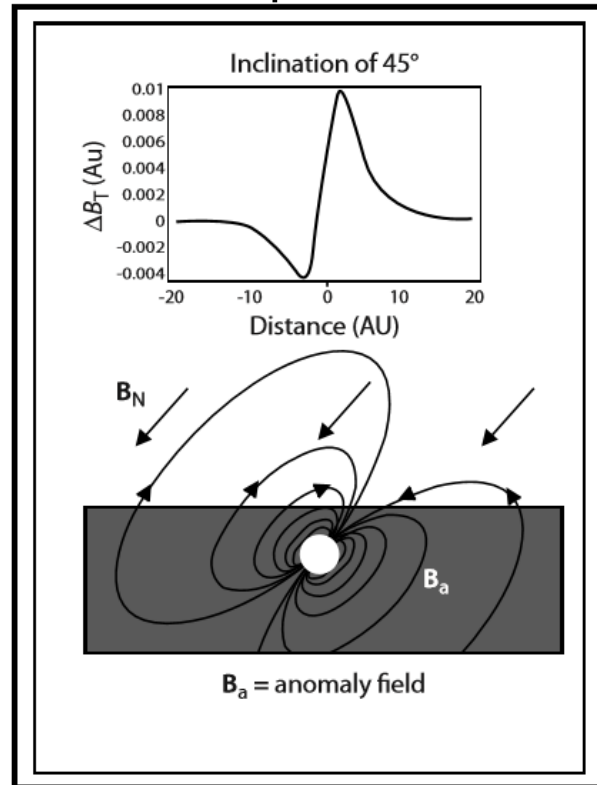 Inclination of 45°
0.01
0.008
0.006
0.004
0.002
0
-0.002
-0.004
ΔB_T (Au)
-20 -10 0 10 20
Distance (AU)
B_N
B_a
B_a = anomaly field